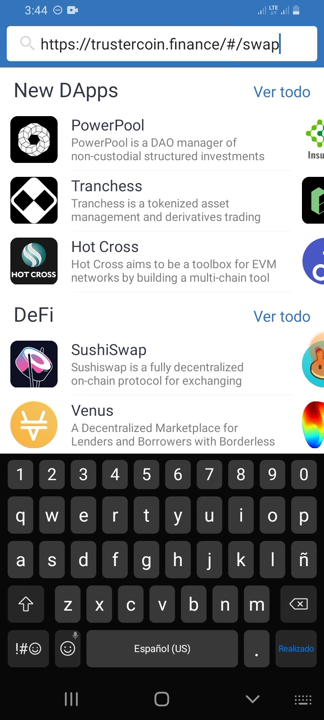 3:44
LTE
https://trustercoin.finance/#/swap
New DApps
Ver todo
PowerPool
PowerPool is a DAO manager of
non-custodial structured investments
Insu
Tranchess
Tranchess is a tokenized asset
management and derivatives trading
HOT CROSS
Hot Cross
Hot Cross aims to be a toolbox for EVM
networks by building a multi-chain tool
DeFi
Ver todo
SushiSwap
Sushiswap is a fully decentralized
on-chain protocol for exchanging
Venus
A Decentralized Marketplace for
Lenders and Borrowers with Borderless
1 2 3 4 5 6 7 8 9 0
q w e r t y u i o p
a s d f g h j k l ñ
z x c v b n m
!#☺ Español (US) . Realizado